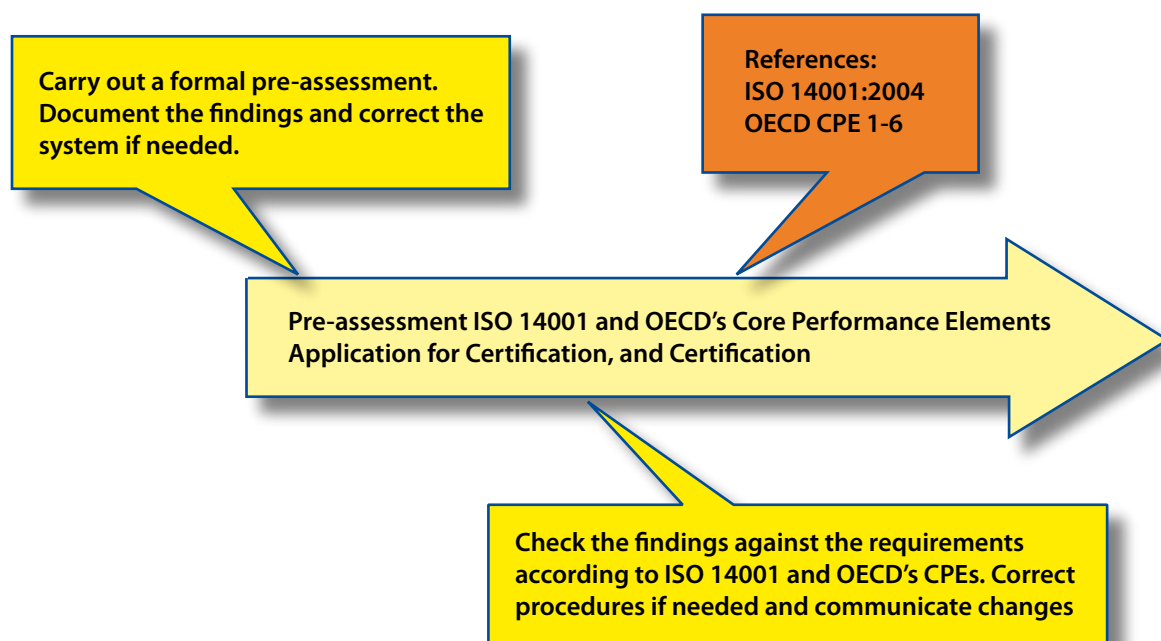 Carry out a formal pre-assessment.
Document the findings and correct the
system if needed.
References:
ISO 14001:2004
OECD CPE 1-6
Pre-assessment ISO 14001 and OECD’s Core Performance Elements
Application for Certification, and Certification
Check the findings against the requirements
according to ISO 14001 and OECD’s CPEs. Correct
procedures if needed and communicate changes